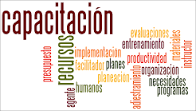 capacitación
evaluaciones
entrenamiento
materiales
instructor
presupuesto
recursos
implementación
productividad
facilitador
planes
organización
planeación
necesidades
programas
adiestramiento
agente
humanos